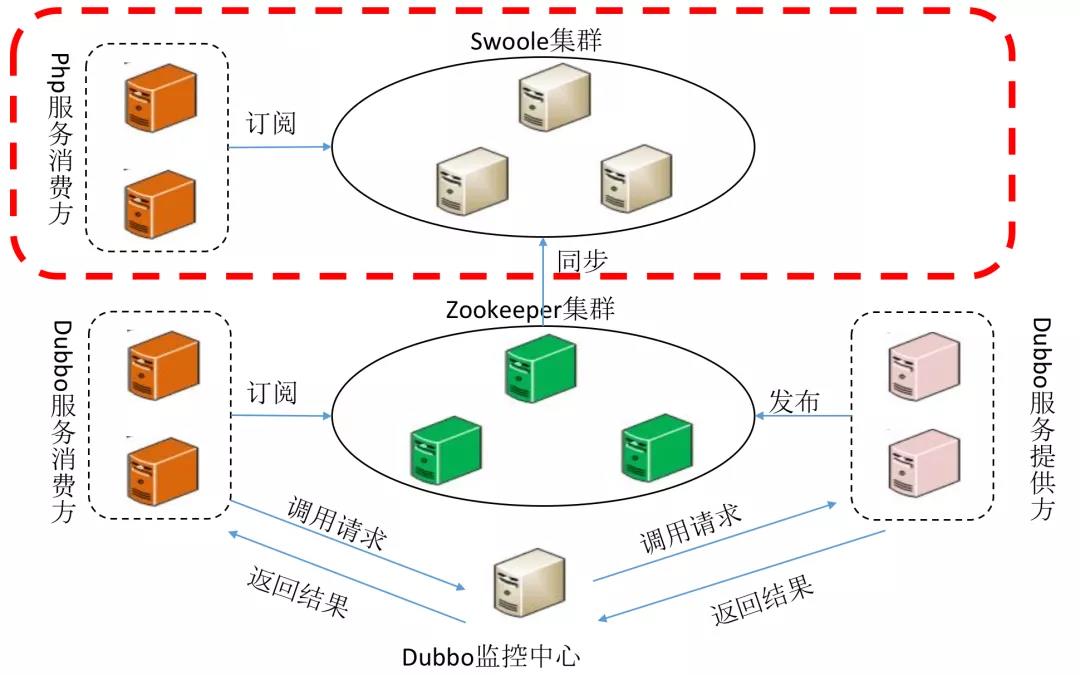 Swoole集群
Php服务消费方
订阅
同步
Zookeeper集群
Dubbo服务消费方
订阅
发布
Dubbo服务提供方
调用请求
调用请求
返回结果
返回结果
Dubbo监控中心